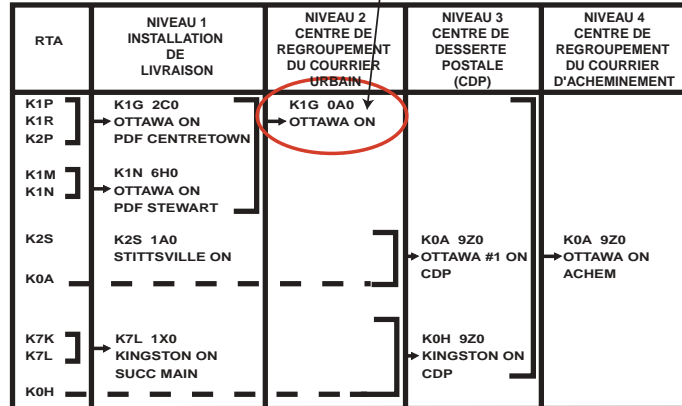 RTA
NIVEAU 1
INSTALLATION
DE
LIVRAISON
NIVEAU 2
CENTRE DE
REGROUPEMENT
DU COURRIER
URBAIN
NIVEAU 3
CENTRE DE
DESSERTE
POSTALE
(CDP)
NIVEAU 4
CENTRE DE
REGROUPEMENT
DU COURRIER
D'ACHEMINEMENT
K1P
K1R
K2P
K1G 2C0
OTTAWA ON
PDF CENTRETOWN
K1G 0A0
OTTAWA ON
K1M
K1N
K1N 6H0
OTTAWA ON
PDF STEWART
K2S
K2S 1A0
STITTSVILLE ON
K0A
K0A 9Z0
OTTAWA #1 ON
CDP
K0A 9Z0
OTTAWA ON
ACHEM
K7K
K7L
K7L 1X0
KINGSTON ON
SUCC MAIN
K0H 9Z0
KINGSTON ON
CDP
K0H